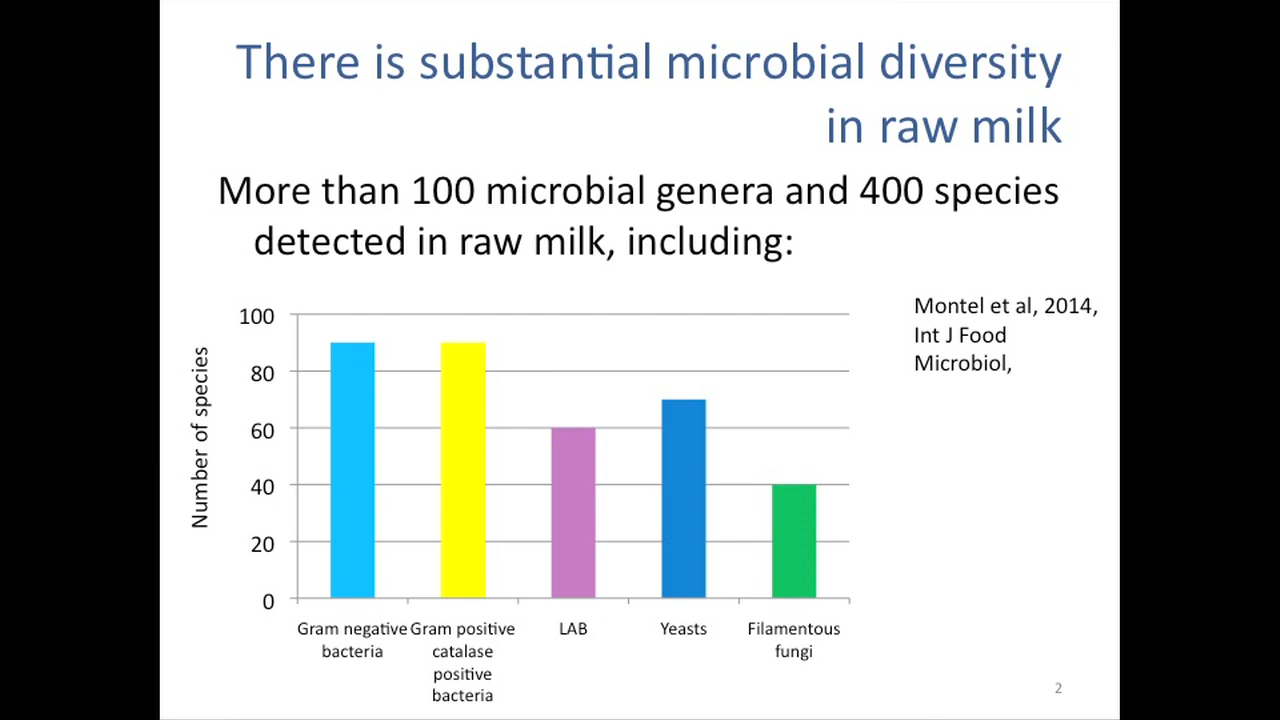 There is substantial microbial diversity
in raw milk
More than 100 microbial genera and 400 species
detected in raw milk, including:
Montel et al, 2014,
Int J Food
Microbiol,
Number of species
100
80
60
40
20
0
Gram negative
bacteria
Gram positive
catalase
positive
bacteria
LAB
Yeasts
Filamentous
fungi
2